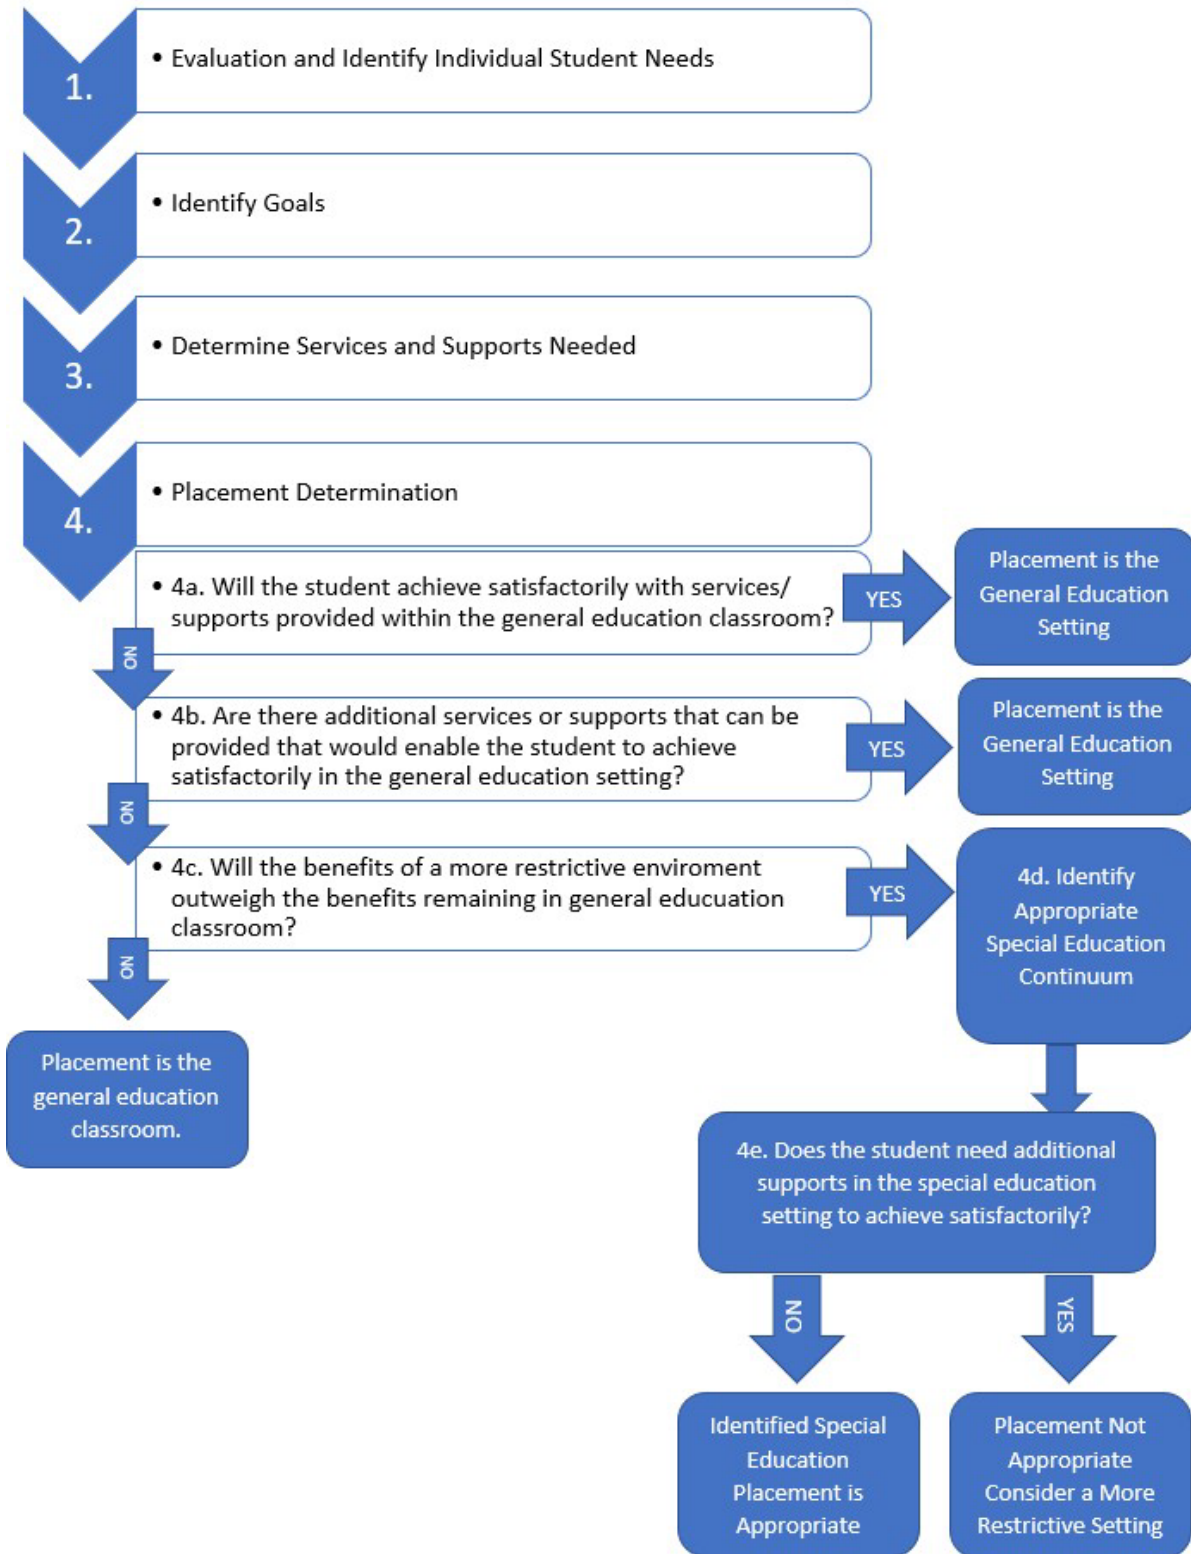 1.
• Evaluation and Identify Individual Student Needs
2.
• Identify Goals
3.
• Determine Services and Supports Needed
4.
• Placement Determination
• 4a. Will the student achieve satisfactorily with services/
supports provided within the general education classroom?
YES
Placement is the
General Education
Setting
NO
• 4b. Are there additional services or supports that can be
provided that would enable the student to achieve
satisfactorily in the general education setting?
YES
Placement is the
General Education
Setting
NO
• 4c. Will the benefits of a more restrictive enviroment
outweigh the benefits remaining in general educuation
classroom?
YES
4d. Identify
Appropriate
Special Education
Continuum
NO
Placement is the
general education
classroom.
4e. Does the student need additional
supports in the special education
setting to achieve satisfactorily?
NO
YES
Identified Special
Education
Placement is
Appropriate
Placement Not
Appropriate
Consider a More
Restrictive Setting